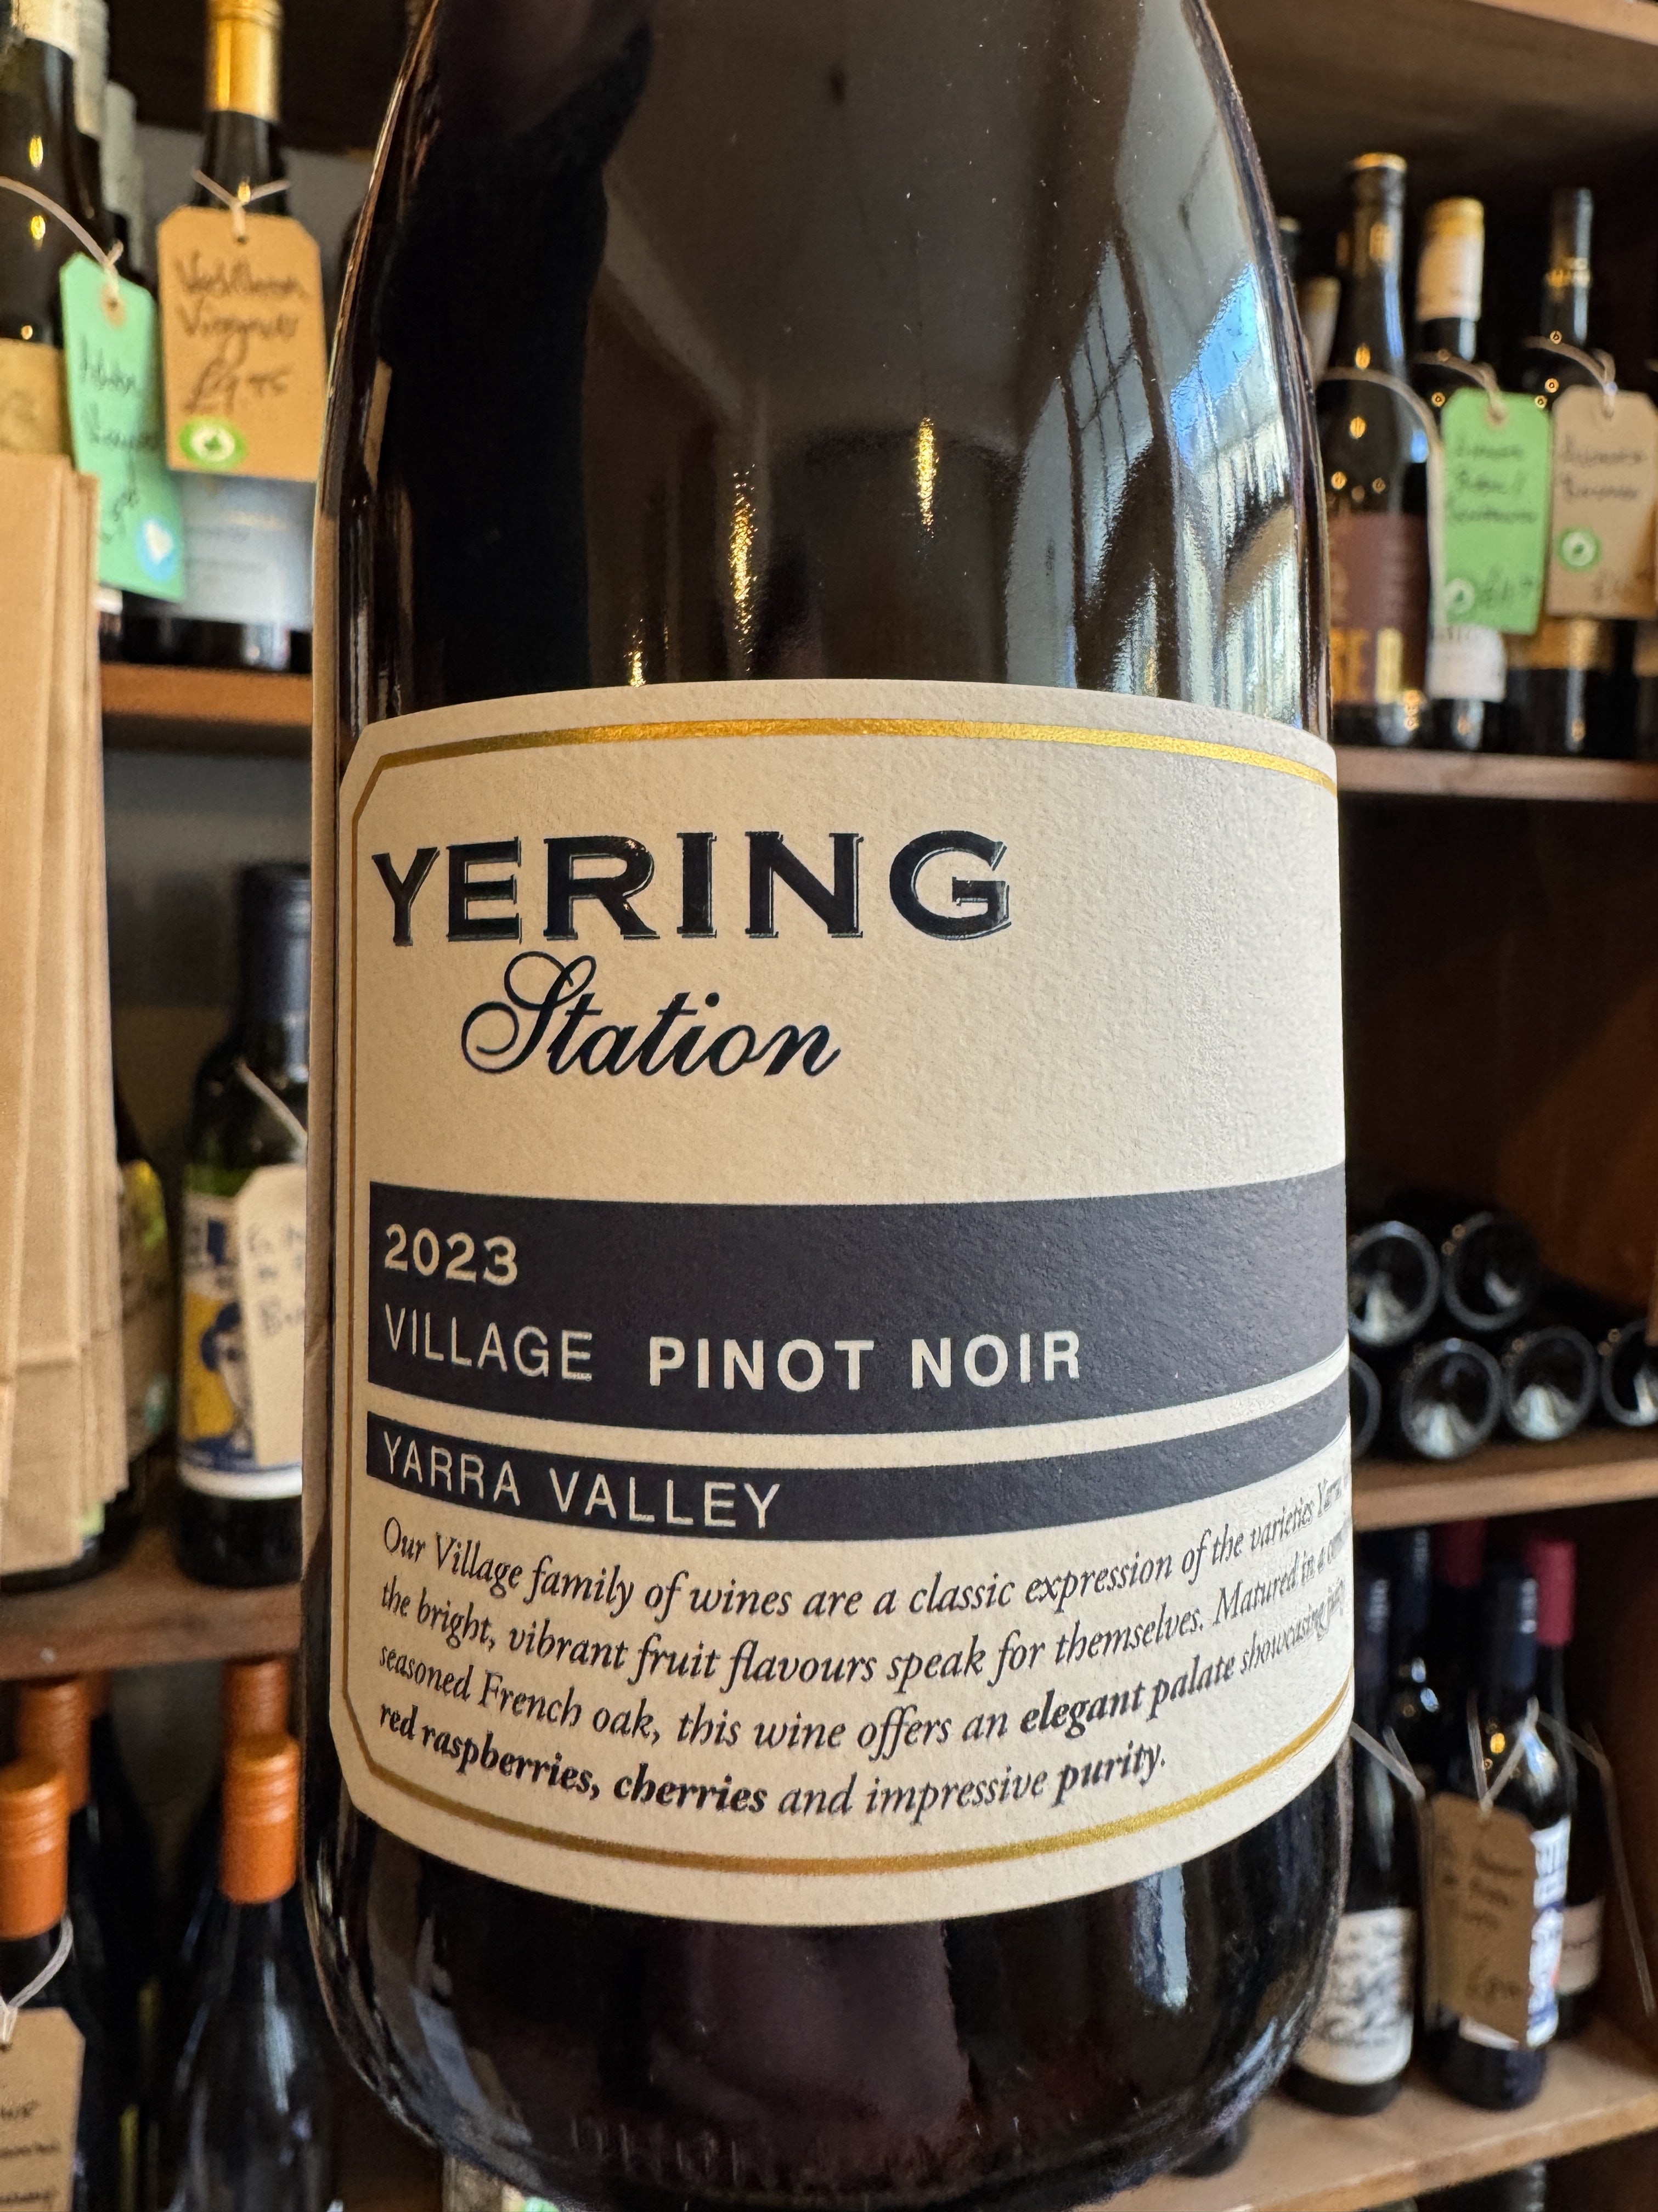 YERING
Station
2023
VILLAGE PINOT NOIR
YARRA VALLEY
Our Village family of wines are a classic expression of the varieties Yarra
the bright, vibrant fruit flavours speak for themselves. Matured in a
seasoned French oak, this wine offers an elegant palate showcasing
red raspberries, cherries and impressive purity.